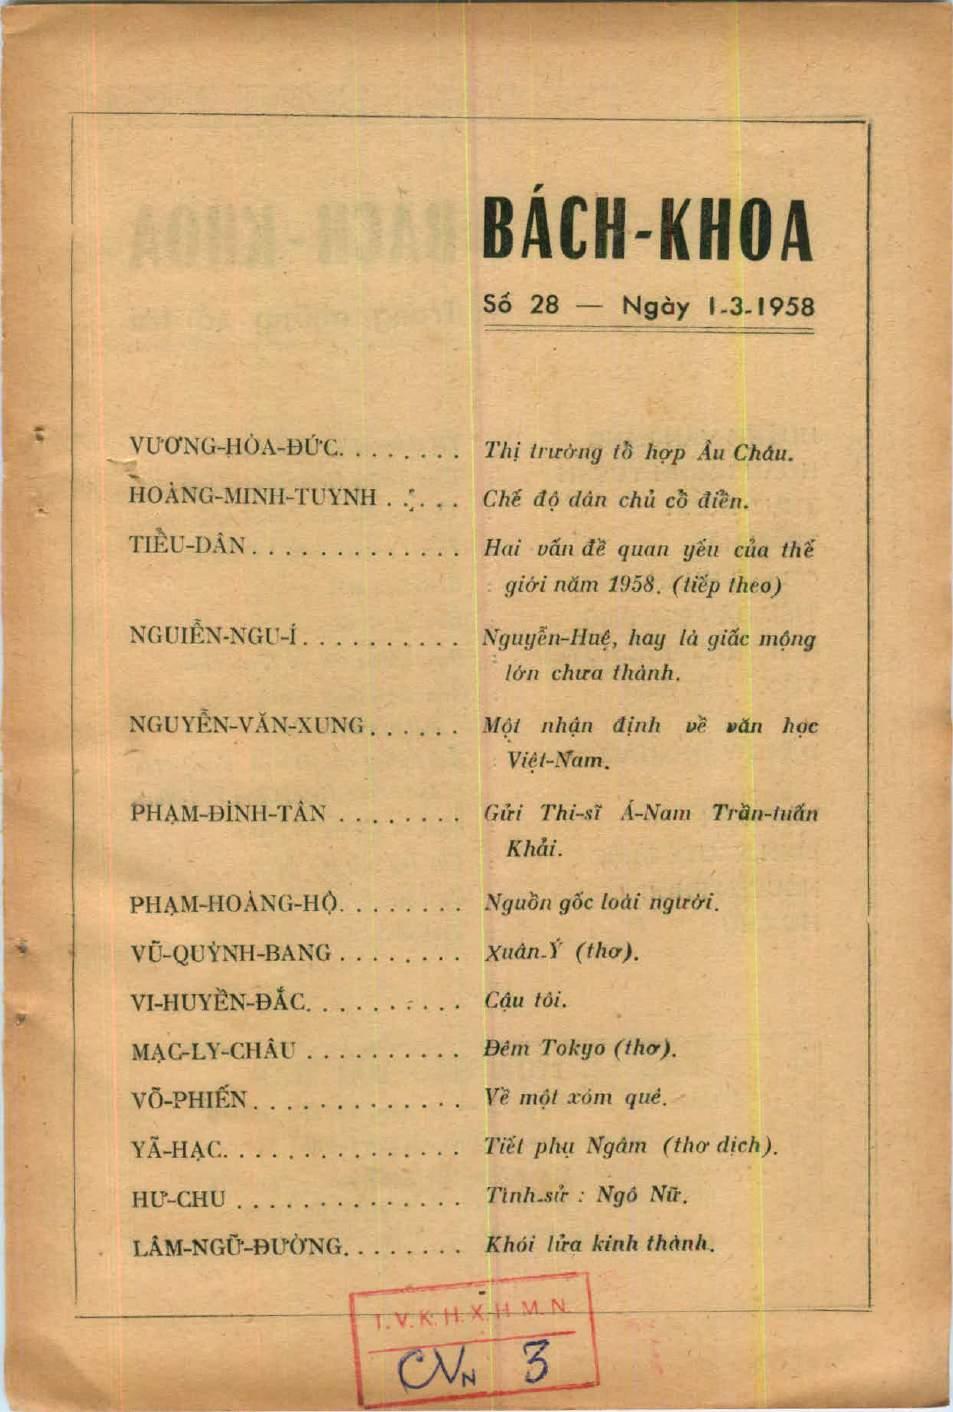 BÁCH-KHOA
Số 28 — Ngày 1-3-1958
VƯƠNG-HÒA-ĐỨC. . . . . . . . Thị trường tổ hợp Âu Châu.
HOÀNG-MINH-TUYNH . . . . . Chế độ dân chủ cổ điển.
TIỂU-DÂN . . . . . . . . . . . . . Hai vấn đề quan yếu của thế
giới năm 1958. (tiếp theo)
NGUIỄN-NGU-Í . . . . . . . . . . Nguyễn-Huệ, hay là giấc mộng
lớn chưa thành.
NGUYỄN-VĂN-XUNG . . . . . . Một nhận định về văn học
Việt-Nam.
PHẠM-ĐÌNH-TÂN . . . . . . . . Gửi Thi-sĩ Á-Nam Trần-tuấn
Khải.
PHẠM-HOÀNG-HỘ. . . . . . . . Nguồn gốc loài người.
VŨ-QUỲNH-BANG . . . . . . . . Xuân-Ý (thơ).
VI-HUYỀN-ĐẮC. . . . . . . . . . Cậu tôi.
MẠC-LY-CHÂU . . . . . . . . . . Đêm Tokyo (thơ).
VÕ-PHIẾN . . . . . . . . . . . . . Về một xóm quê.
YÃ-HẠC. . . . . . . . . . . . . . . Tiết phụ Ngâm (thơ dịch).
HƯ-CHU . . . . . . . . . . . . . . Tình-sử : Ngô Nữ.
LÂM-NGỮ-ĐƯỜNG. . . . . . . . Khói lửa kinh thành.
I.V.K.H.X.H.M.N
CVN 3